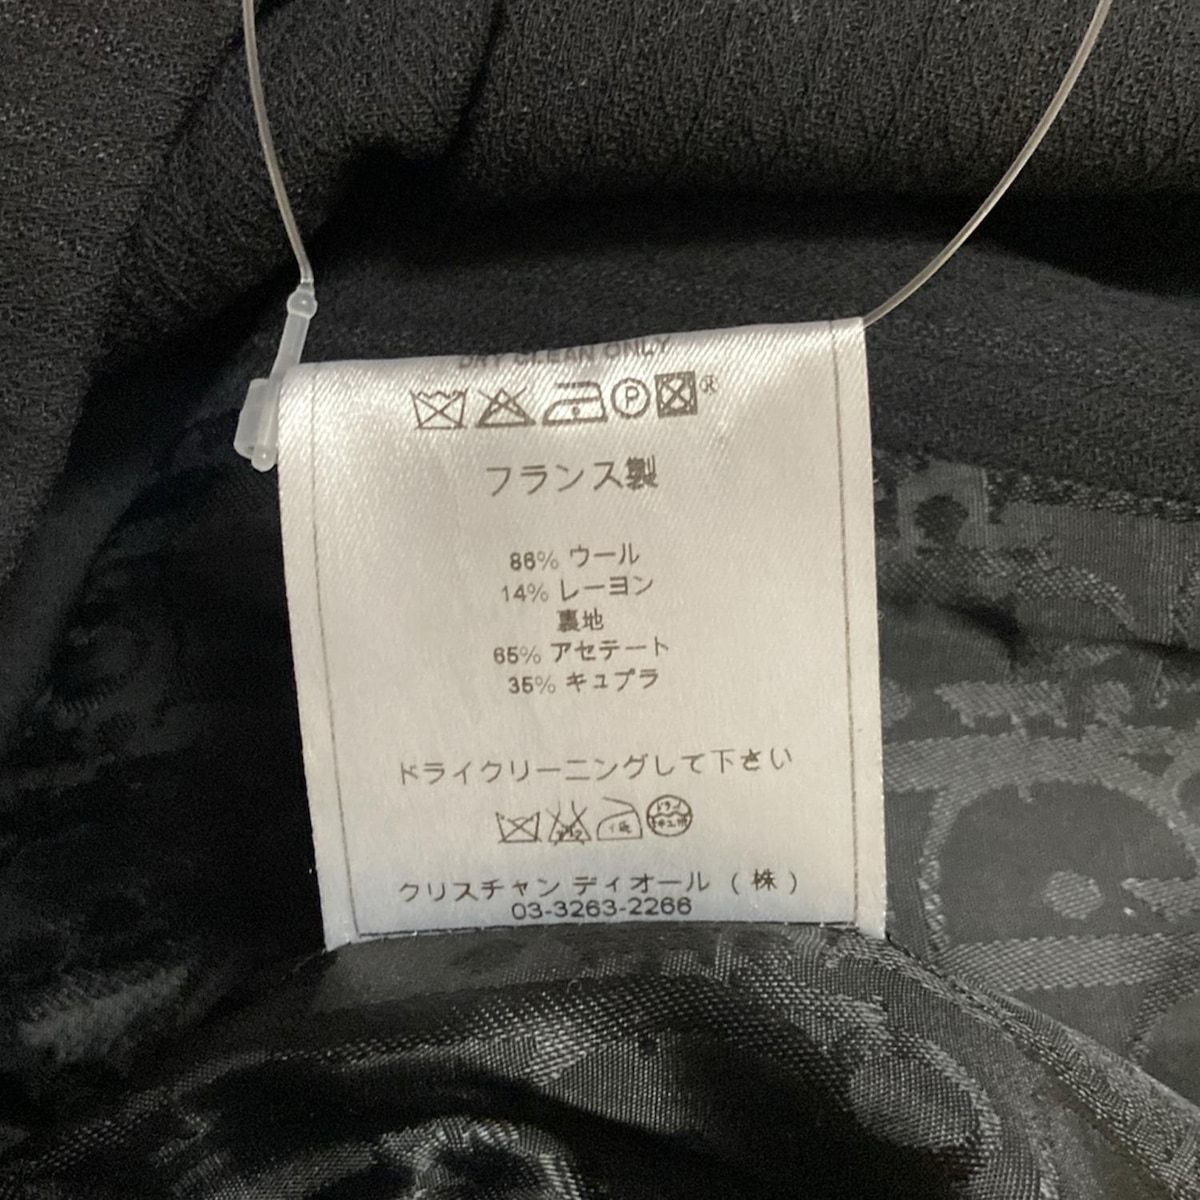 DRY CLEAN ONLY
P ®
フランス製
86% ウール
14% レーヨン
裏地
65% アセテート
35% キュプラ
ドライクリーニングして下さい
クリスチャン ディオール (株)
03-3263-2266